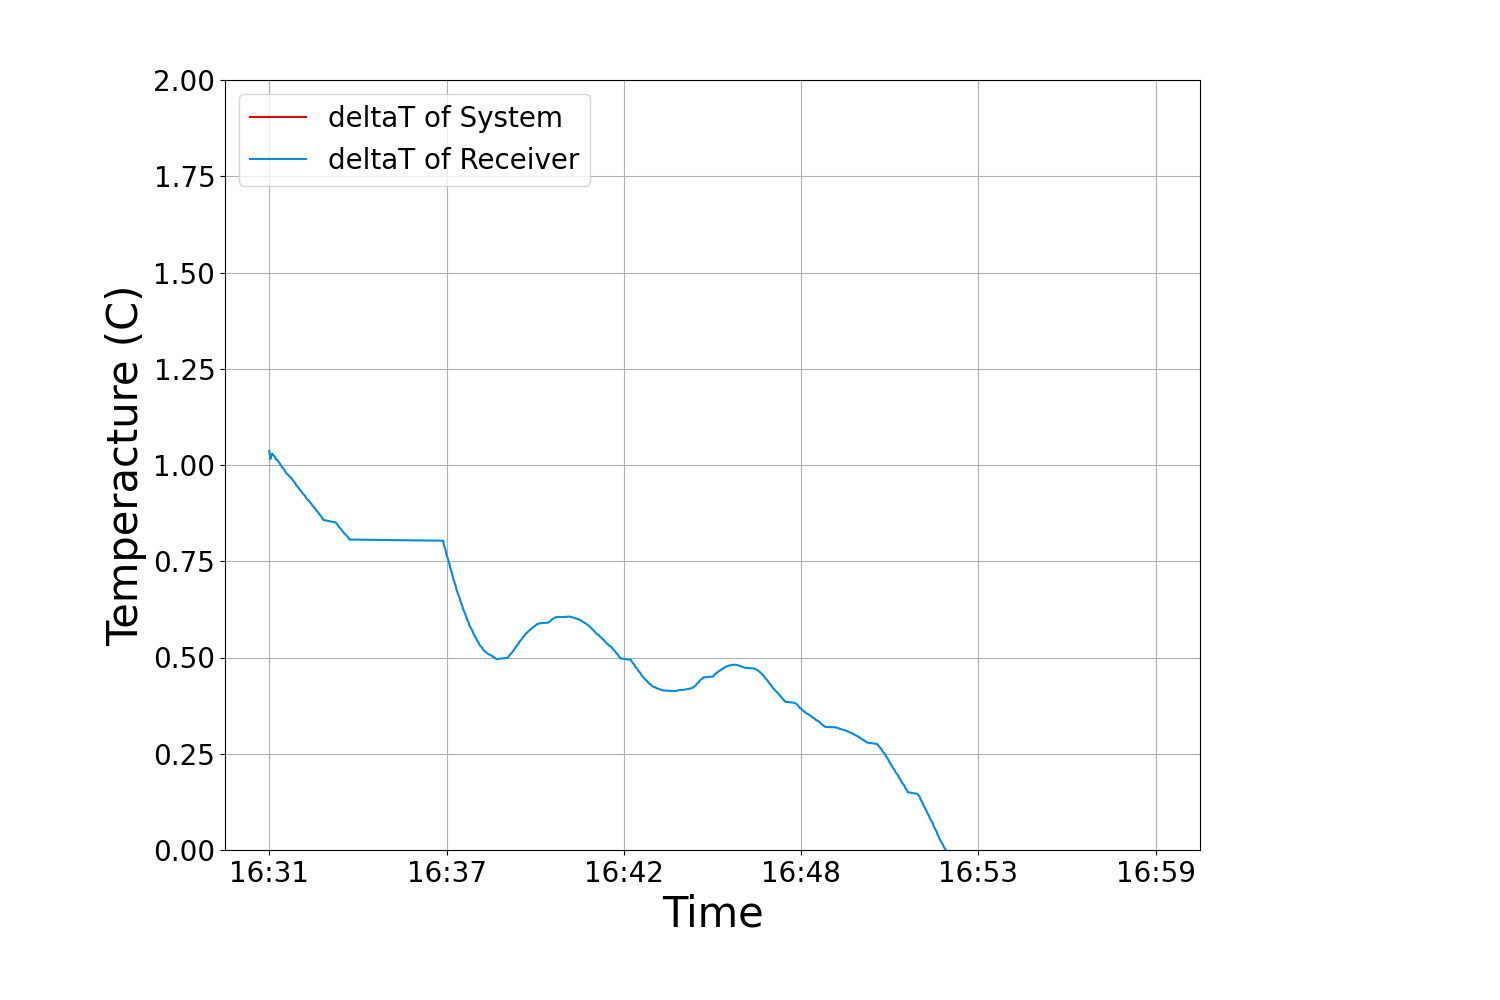 2.00
1.75
1.50
1.25
1.00
0.75
0.50
0.25
0.00
deltaT of System
deltaT of Receiver
Temperacture (C)
16:31 16:37 16:42 16:48 16:53 16:59
Time